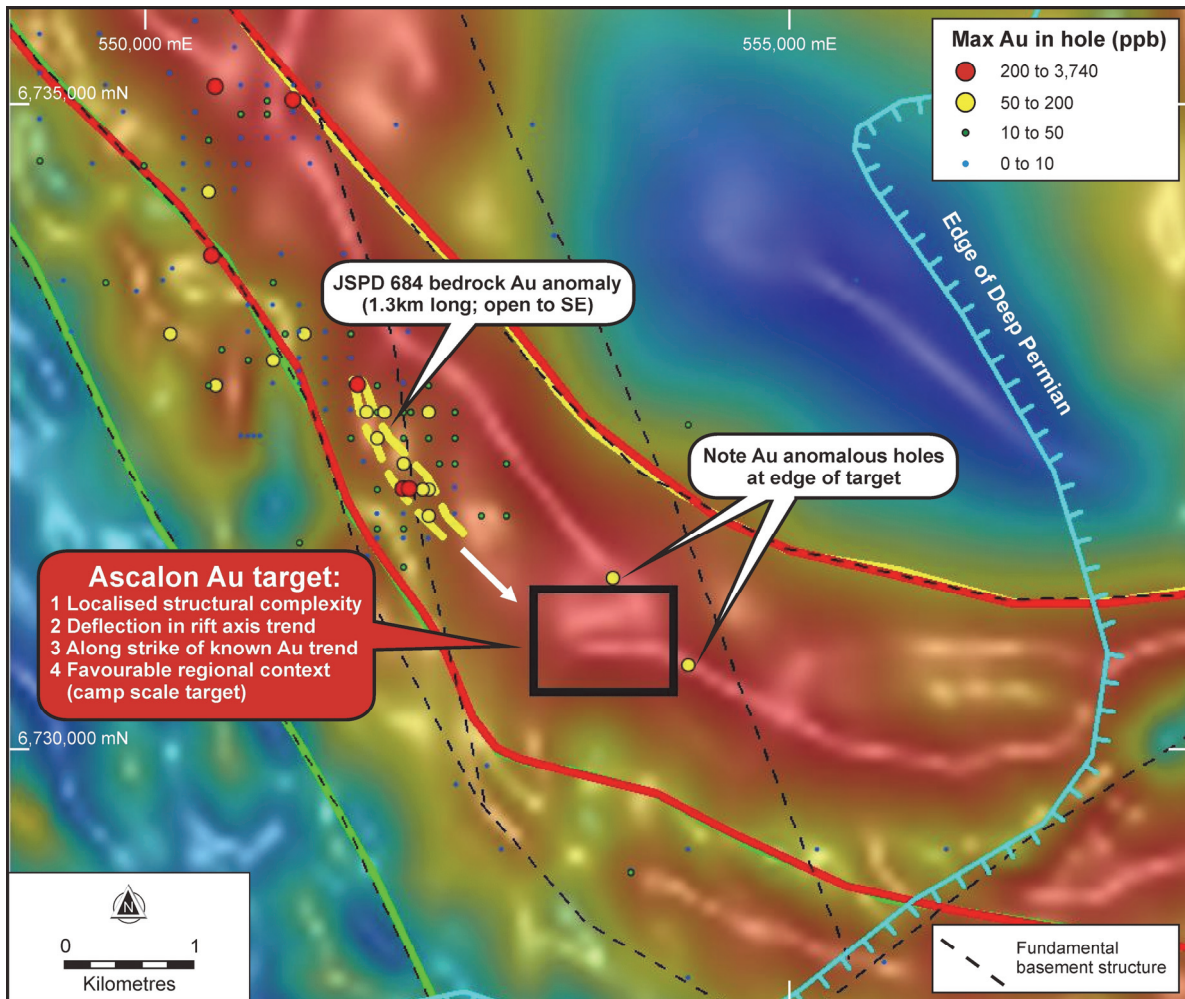 550,000 mE
555,000 mE
6,735,000 mN
Max Au in hole (ppb)
200 to 3,740
50 to 200
10 to 50
0 to 10
Edge of Deep Permian
JSPD 684 bedrock Au anomaly
(1.3km long; open to SE)
Note Au anomalous holes
at edge of target
Ascalon Au target:
1 Localised structural complexity
2 Deflection in rift axis trend
3 Along strike of known Au trend
4 Favourable regional context
(camp scale target)
6,730,000 mN
N
0 1
Kilometres
Fundamental
basement structure